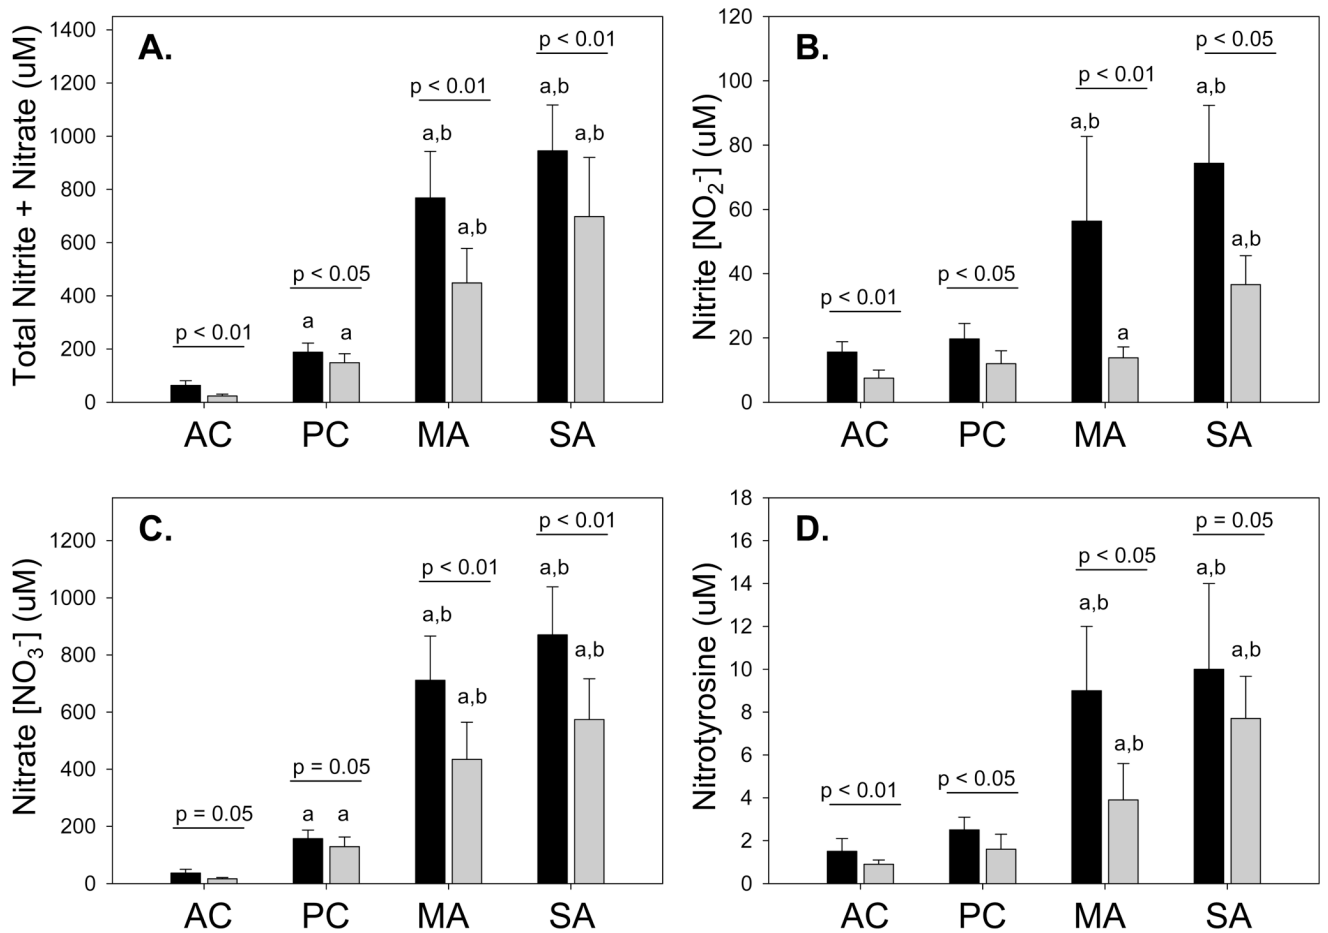 A.
Total Nitrite + Nitrate (uM)
1400
1200
1000
800
600
400
200
0
p < 0.01
p < 0.05
a
a
p < 0.01
a,b
a,b
p < 0.01
a,b
a,b
AC
PC
MA
SA
B.
Nitrite [NO₂⁻] (uM)
120
100
80
60
40
20
0
p < 0.01
p < 0.05
p < 0.01
a,b
a
p < 0.05
a,b
a,b
AC
PC
MA
SA
C.
Nitrate [NO₃⁻] (uM)
1200
1000
800
600
400
200
0
p = 0.05
p = 0.05
a
a
p < 0.01
a,b
a,b
p < 0.01
a,b
a,b
AC
PC
MA
SA
D.
Nitrotyrosine (uM)
18
16
14
12
10
8
6
4
2
0
p < 0.01
p < 0.05
p < 0.05
a,b
a,b
p = 0.05
a,b
a,b
AC
PC
MA
SA